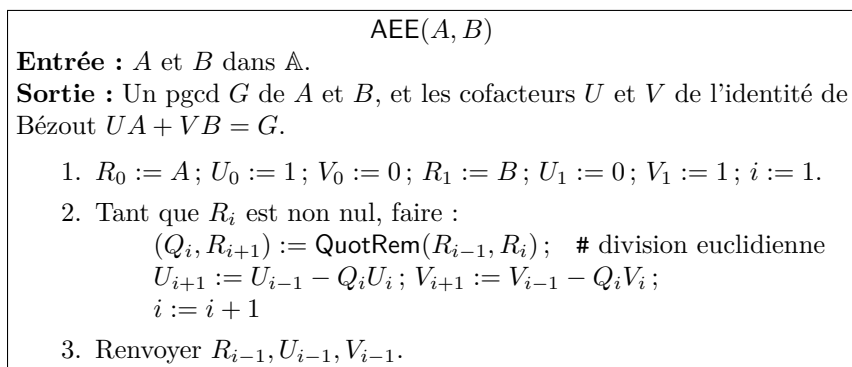 AEE(A, B)
Entrée : A et B dans 𝔸.
Sortie : Un pgcd G de A et B, et les cofacteurs U et V de l'identité de
Bézout UA + VB = G.
1. R₀ := A ; U₀ := 1 ; V₀ := 0 ; R₁ := B ; U₁ := 0 ; V₁ := 1 ; i := 1.
2. Tant que Rᵢ est non nul, faire :
(Qᵢ, Rᵢ₊₁) := QuotRem(Rᵢ₋₁, Rᵢ) ; # division euclidienne
Uᵢ₊₁ := Uᵢ₋₁ − QᵢUᵢ ; Vᵢ₊₁ := Vᵢ₋₁ − QᵢVᵢ ;
i := i + 1
3. Renvoyer Rᵢ₋₁, Uᵢ₋₁, Vᵢ₋₁.